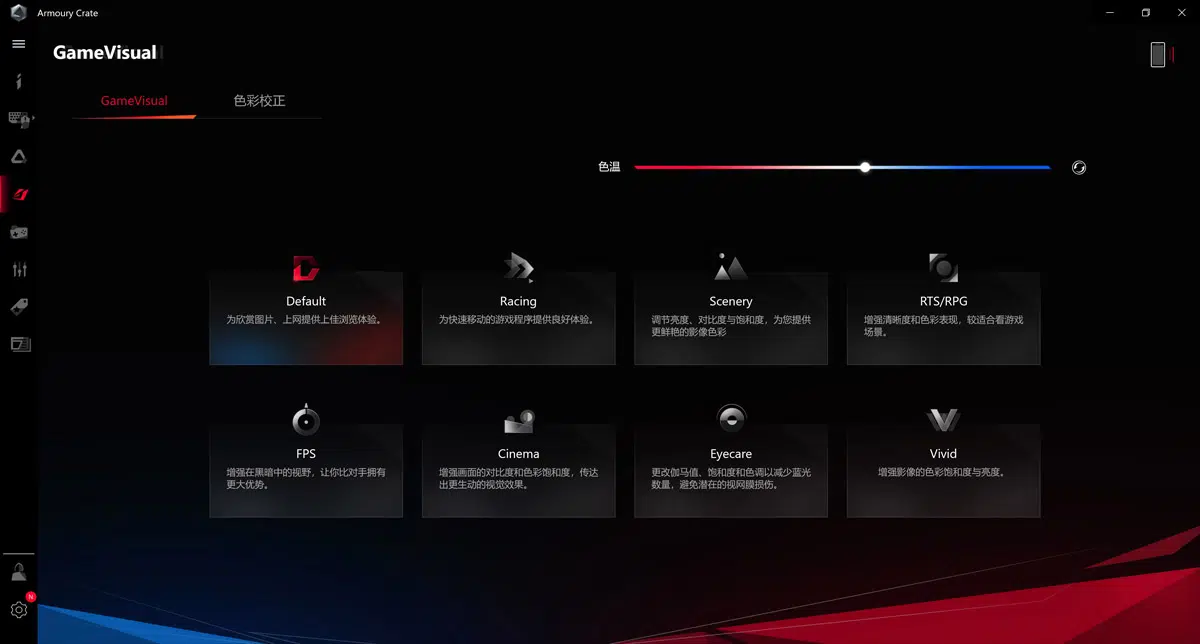 Armoury Crate
GameVisual
GameVisual
色彩校正
色温
Default
为欣赏图片、上网提供上佳浏览体验。
Racing
为快速移动的游戏程序提供良好体验。
Scenery
调节亮度、对比度与饱和度，为您提供
更鲜艳的影像色彩
RTS/RPG
增强清晰度和色彩表现，较适合看游戏
场景。
FPS
增强在黑暗中的视野，让你比对手拥有
更大优势。
Cinema
增强画面的对比度和色彩饱和度，传达
出更生动的视觉效果。
Eyecare
更改伽马值、饱和度和色调以减少蓝光
数量，避免潜在的视网膜损伤。
Vivid
增强影像的色彩饱和度与亮度。
N